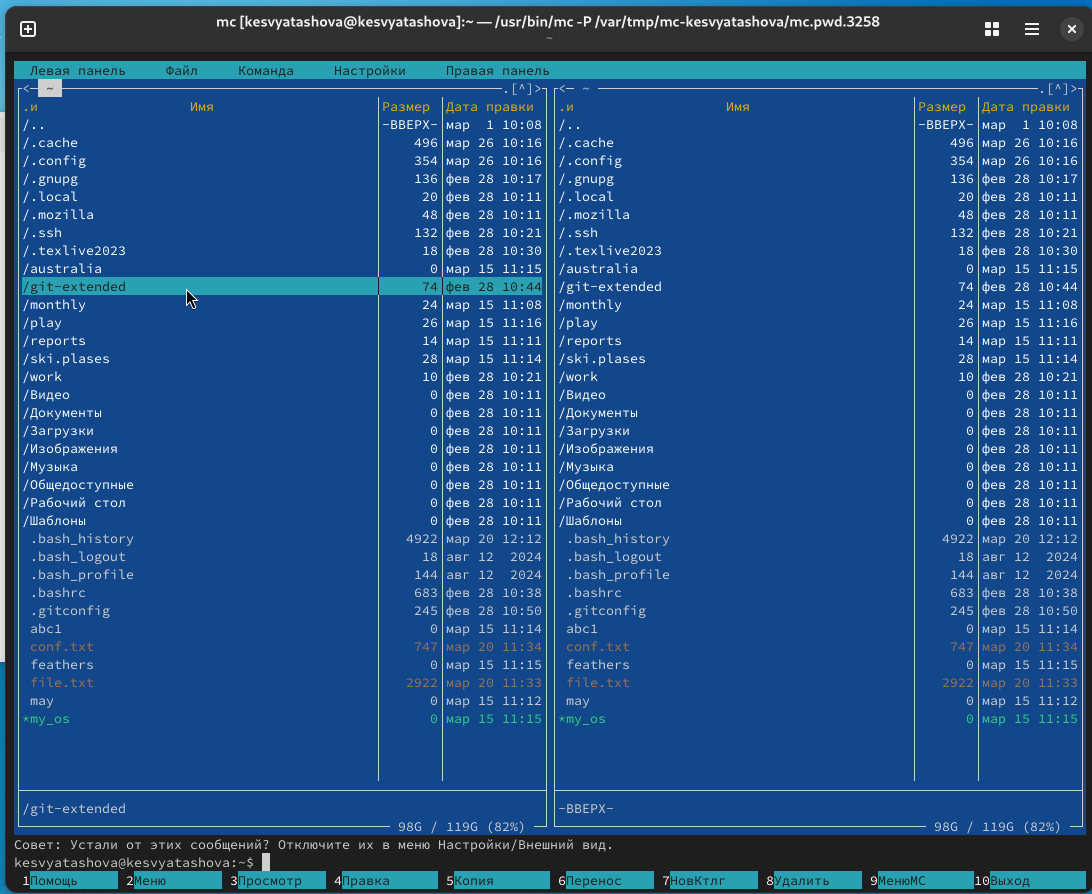 mc [kesvyatashova@kesvyatashova]:~ — /usr/bin/mc -P /var/tmp/mc-kesvyatashova/mc.pwd.3258
~
Левая панель Файл Команда Настройки Правая панель
<─ ~ .[^]> <─ ~ .[^]>
.и Имя Размер Дата правки .и Имя Размер Дата правки
/.. -ВВЕРХ- мар 1 10:08 /.. -ВВЕРХ- мар 1 10:08
/.cache 496 мар 26 10:16 /.cache 496 мар 26 10:16
/.config 354 мар 26 10:16 /.config 354 мар 26 10:16
/.gnupg 136 фев 28 10:17 /.gnupg 136 фев 28 10:17
/.local 20 фев 28 10:11 /.local 20 фев 28 10:11
/.mozilla 48 фев 28 10:11 /.mozilla 48 фев 28 10:11
/.ssh 132 фев 28 10:21 /.ssh 132 фев 28 10:21
/.texlive2023 18 фев 28 10:30 /.texlive2023 18 фев 28 10:30
/australia 0 мар 15 11:15 /australia 0 мар 15 11:15
/git-extended 74 фев 28 10:44 /git-extended 74 фев 28 10:44
/monthly 24 мар 15 11:08 /monthly 24 мар 15 11:08
/play 26 мар 15 11:16 /play 26 мар 15 11:16
/reports 14 мар 15 11:11 /reports 14 мар 15 11:11
/ski.plases 28 мар 15 11:14 /ski.plases 28 мар 15 11:14
/work 10 фев 28 10:21 /work 10 фев 28 10:21
/Видео 0 фев 28 10:11 /Видео 0 фев 28 10:11
/Документы 0 фев 28 10:11 /Документы 0 фев 28 10:11
/Загрузки 0 фев 28 10:11 /Загрузки 0 фев 28 10:11
/Изображения 0 фев 28 10:11 /Изображения 0 фев 28 10:11
/Музыка 0 фев 28 10:11 /Музыка 0 фев 28 10:11
/Общедоступные 0 фев 28 10:11 /Общедоступные 0 фев 28 10:11
/Рабочий стол 0 фев 28 10:11 /Рабочий стол 0 фев 28 10:11
/Шаблоны 0 фев 28 10:11 /Шаблоны 0 фев 28 10:11
.bash_history 4922 мар 20 12:12 .bash_history 4922 мар 20 12:12
.bash_logout 18 авг 12 2024 .bash_logout 18 авг 12 2024
.bash_profile 144 авг 12 2024 .bash_profile 144 авг 12 2024
.bashrc 683 фев 28 10:38 .bashrc 683 фев 28 10:38
.gitconfig 245 фев 28 10:50 .gitconfig 245 фев 28 10:50
abc1 0 мар 15 11:14 abc1 0 мар 15 11:14
conf.txt 747 мар 20 11:34 conf.txt 747 мар 20 11:34
feathers 0 мар 15 11:15 feathers 0 мар 15 11:15
file.txt 2922 мар 20 11:33 file.txt 2922 мар 20 11:33
may 0 мар 15 11:12 may 0 мар 15 11:12
*my_os 0 мар 15 11:15 *my_os 0 мар 15 11:15
/git-extended -ВВЕРХ-
98G / 119G (82%) 98G / 119G (82%)
Совет: Устали от этих сообщений? Отключите их в меню Настройки/Внешний вид.
kesvyatashova@kesvyatashova:~$
1Помощь 2Меню 3Просмотр 4Правка 5Копия 6Перенос 7НовКтлг 8Удалить 9МенюMC 10Выход